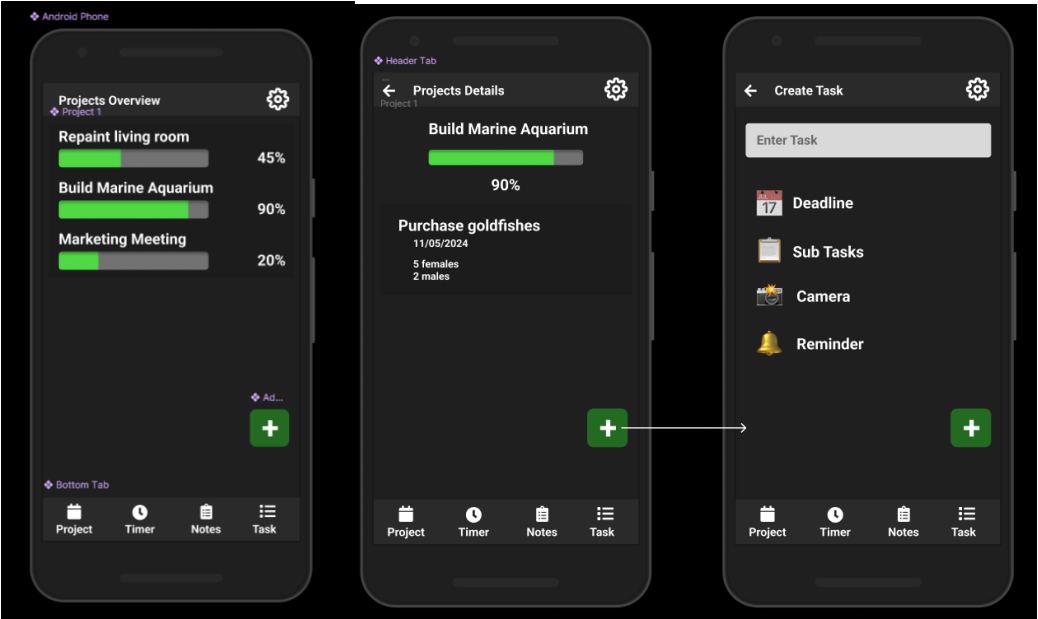 Android Phone
Projects Overview
Project 1
Repaint living room
45%
Build Marine Aquarium
90%
Marketing Meeting
20%
Ad...
Bottom Tab
Project
Timer
Notes
Task
Header Tab
...
Projects Details
Project 1
Build Marine Aquarium
90%
Purchase goldfishes
11/05/2024
5 females
2 males
Project
Timer
Notes
Task
Create Task
Enter Task
17
Deadline
Sub Tasks
Camera
Reminder
Project
Timer
Notes
Task